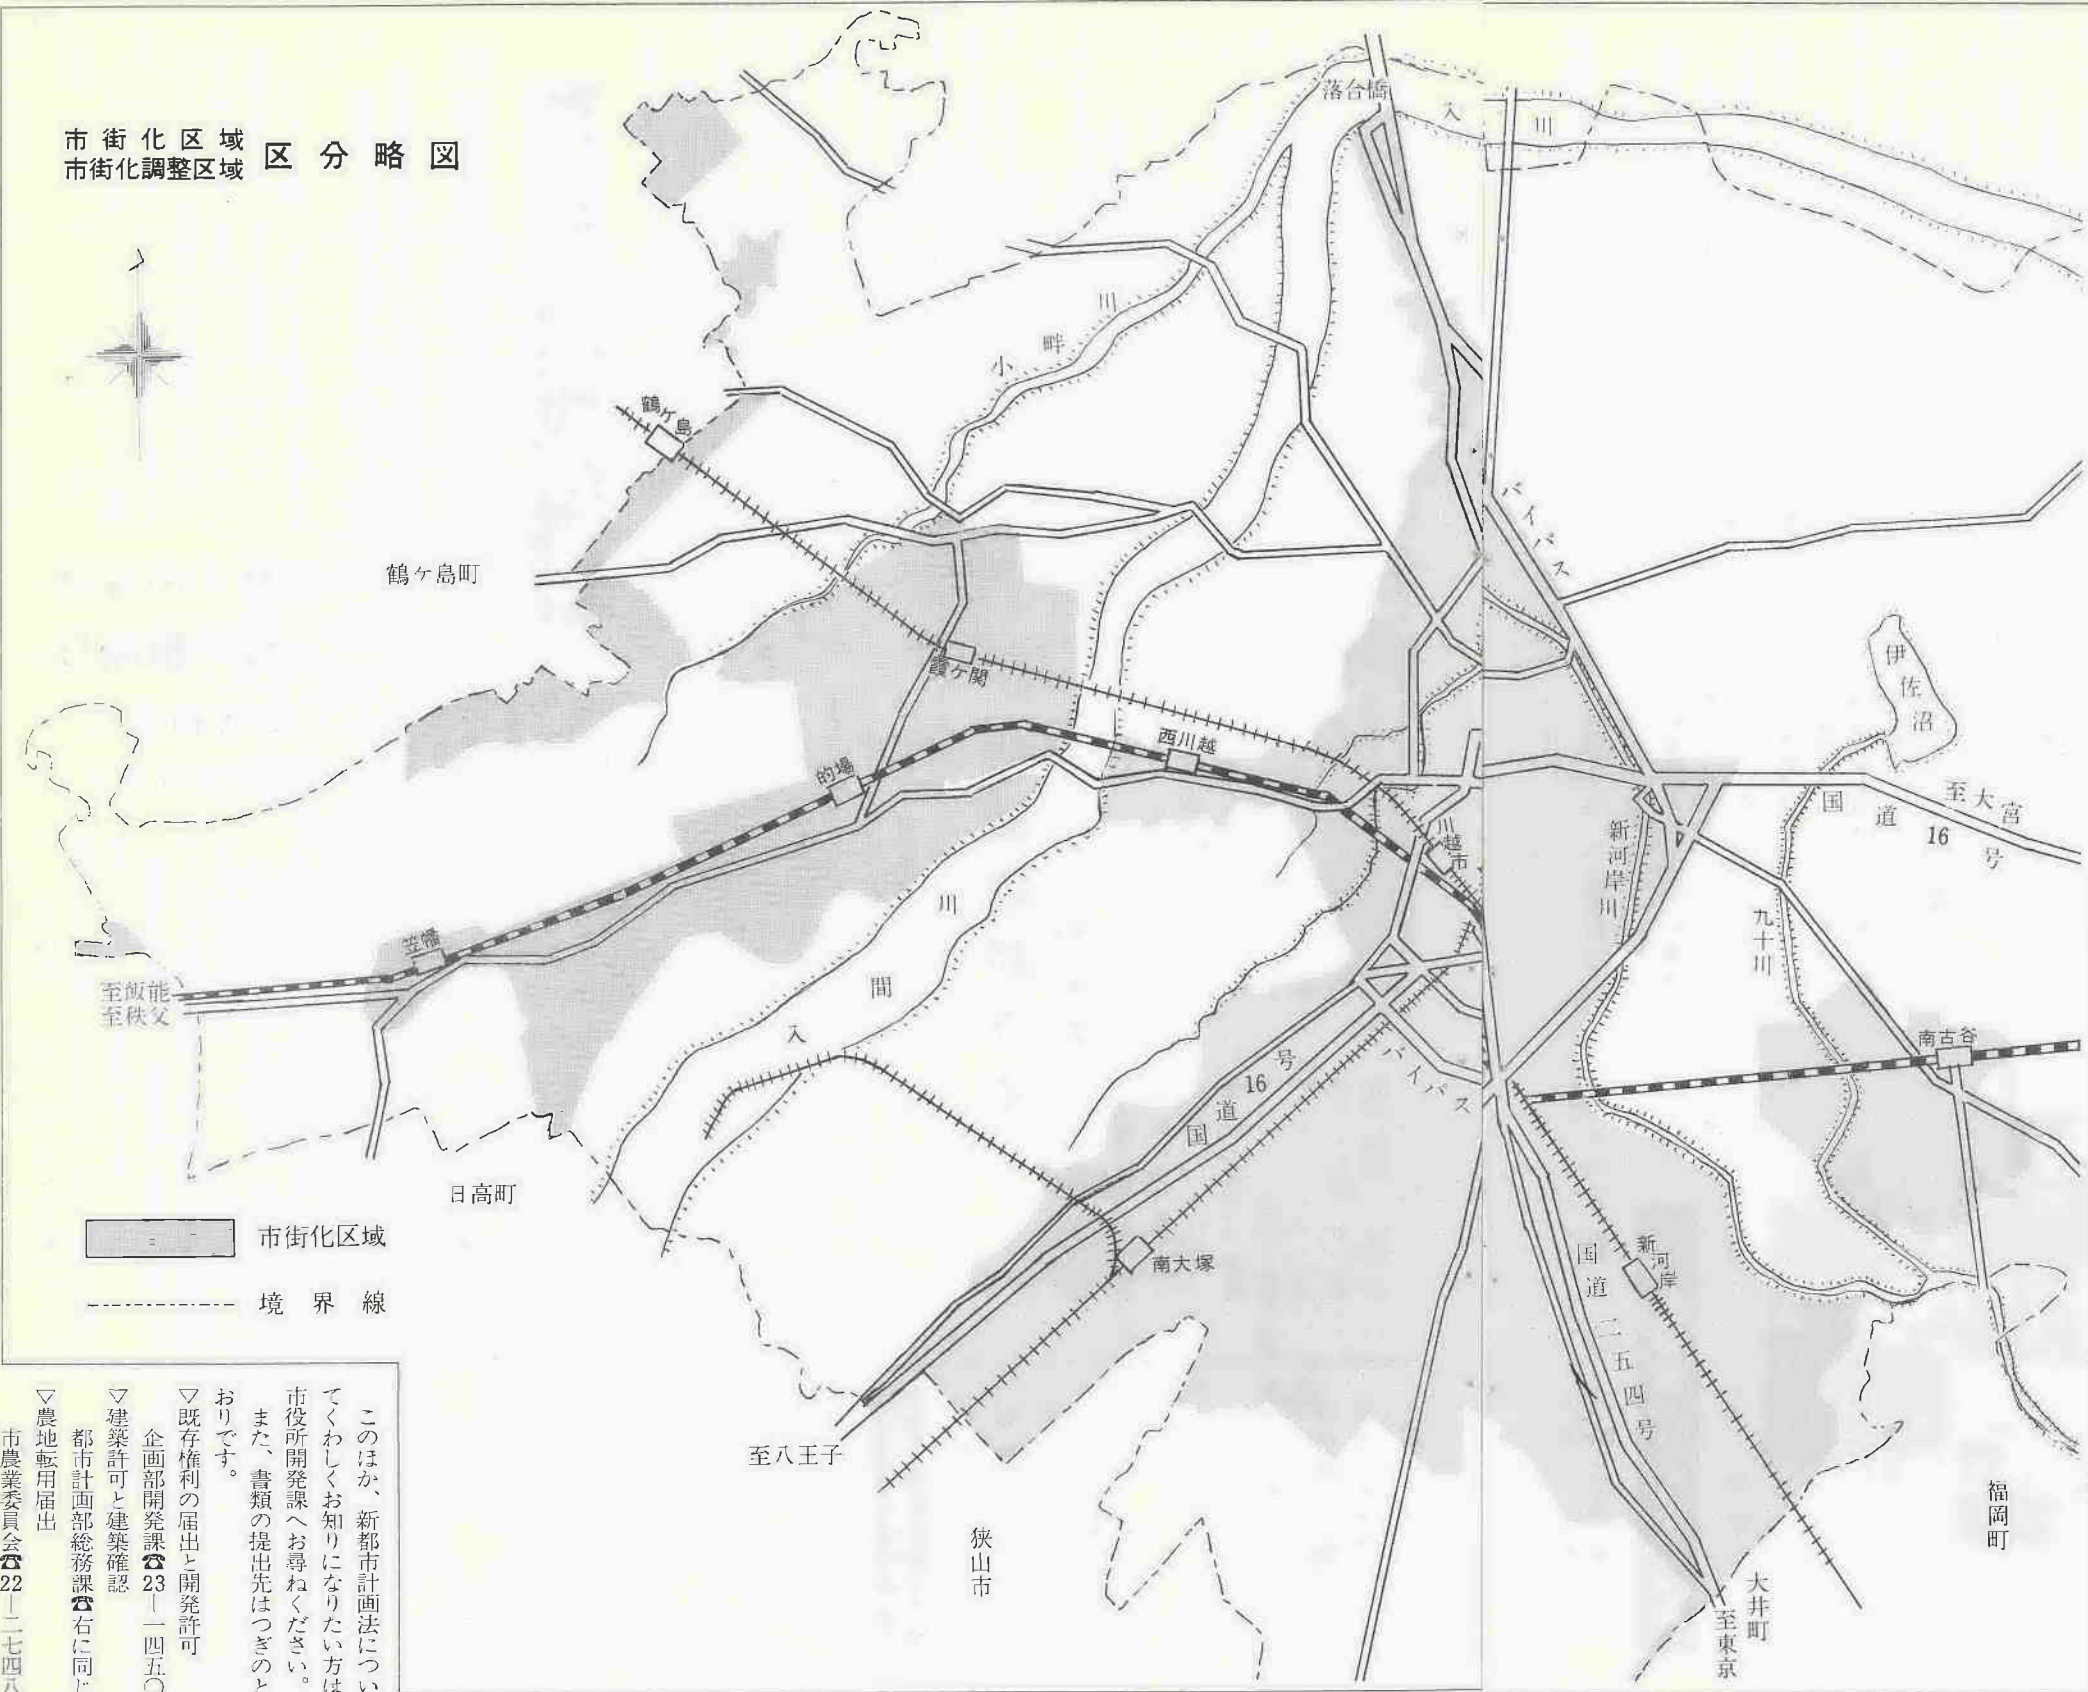 市街化区域
市街化調整区域
区分略図
落合橋
入
川
小畔川
鶴ケ島
鶴ケ島町
霞ケ関
西川越
的場
笠幡
至飯能
至秩父
川越市
バイパス
伊佐沼
至大宮
国道16号
新河岸川
九十川
南古谷
入間川
国道16号
バイパス
日高町
南大塚
新河岸
国道二五四号
至八王子
狭山市
福岡町
大井町
至東京
市街化区域
境界線
このほか、新都市計画法につい
てくわしくお知りになりたい方は
市役所開発課へお尋ねください。
また、書類の提出先はつぎのと
おりです。
▽既存権利の届出と開発許可
企画部開発課☎23―一四五〇
▽建築許可と建築確認
都市計画部総務課☎右に同じ
▽農地転用届出
市農業委員会☎22―二七四八